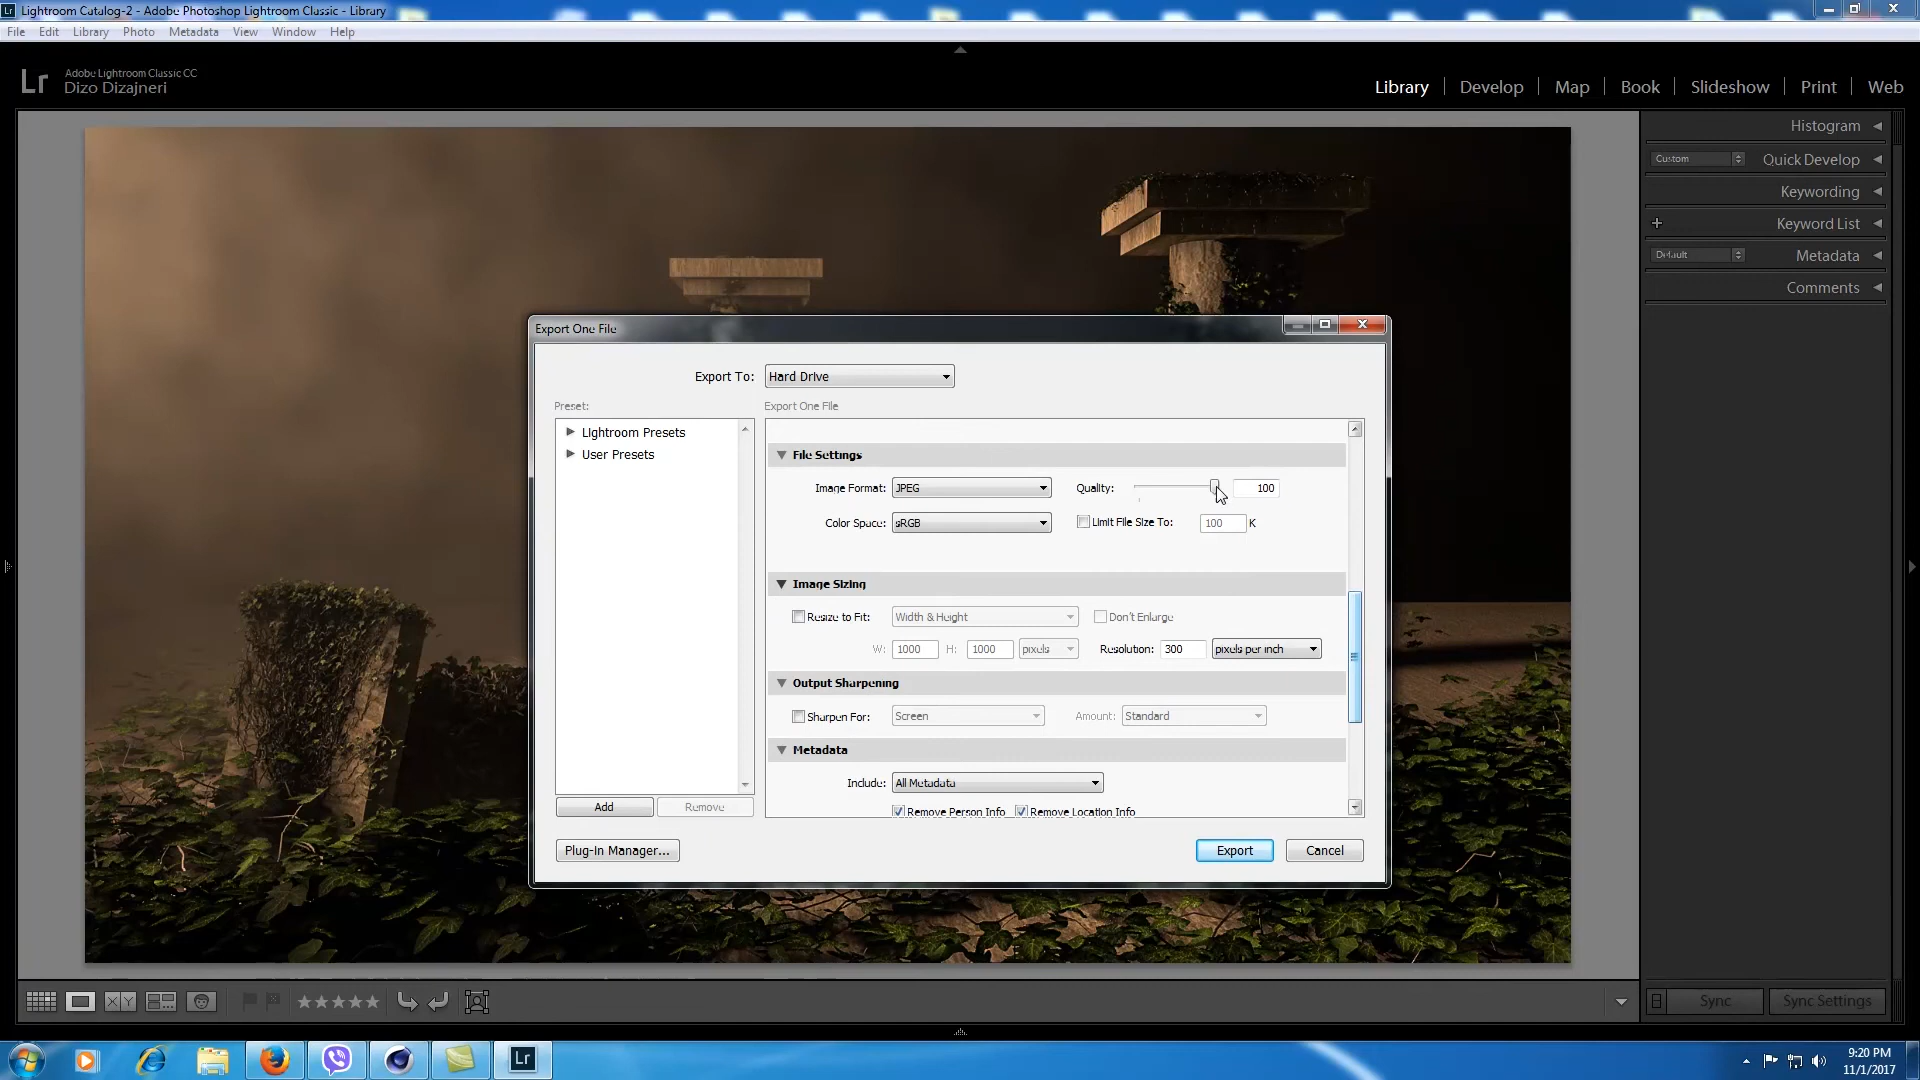 Lightroom Catalog-2 - Adobe Photoshop Lightroom Classic - Library
File Edit Library Photo Metadata View Window Help
Lr Adobe Lightroom Classic CC
Dizo Dizajneri
Library Develop Map Book Slideshow Print Web
Histogram
Custom Quick Develop
Keywording
Keyword List
Default Metadata
Comments
Export One File
Export To: Hard Drive
Preset: Export One File
Lightroom Presets
User Presets
File Settings
Image Format: JPEG Quality: 100
Color Space: sRGB Limit File Size To: 100 K
Image Sizing
Resize to Fit: Width & Height Don't Enlarge
W: 1000 H: 1000 pixels Resolution: 300 pixels per inch
Output Sharpening
Sharpen For: Screen Amount: Standard
Metadata
Include: All Metadata
Remove Person Info Remove Location Info
Add Remove
Plug-in Manager... Export Cancel
XY
Sync Sync Settings
Lr
9:20 PM
11/1/2017